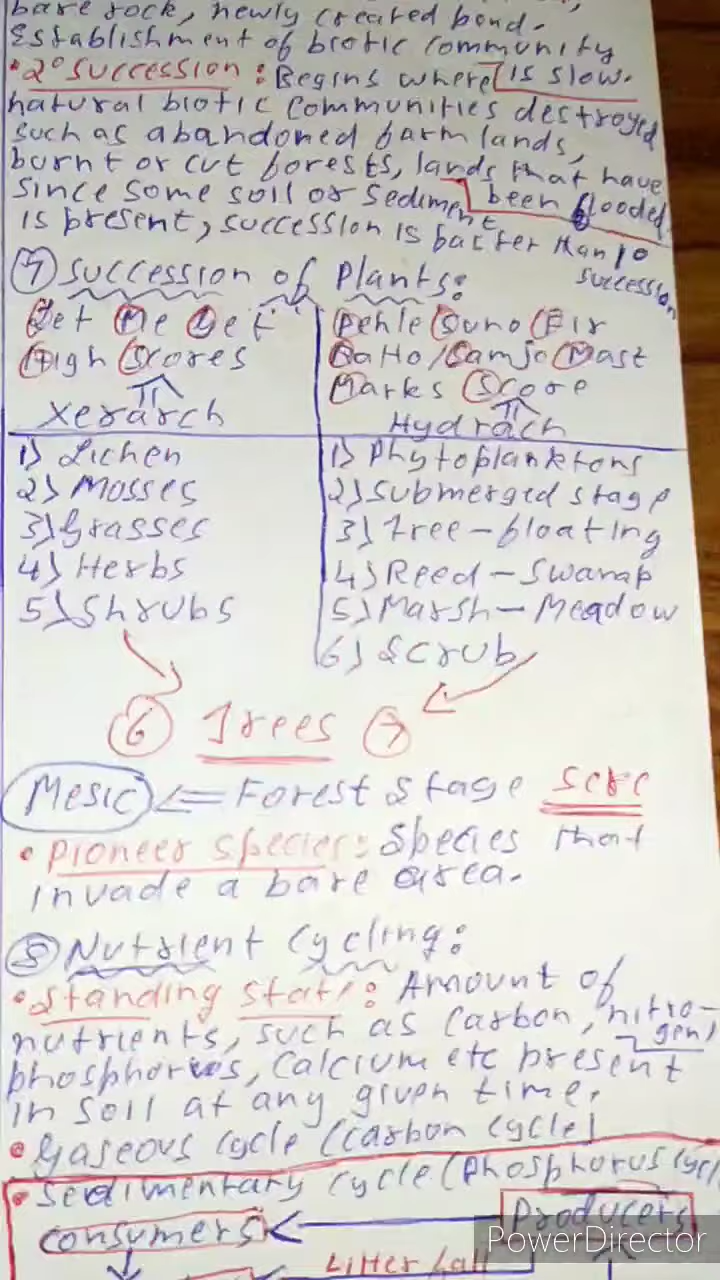 bare rock, newly created pond.
Establishment of biotic community
• 2° Succession : Begins where is slow.
natural biotic communities destroyed
such as abandoned farm lands,
burnt or cut forests, lands that have
since some soil or sediment been flooded
is present, succession is faster than 1°
succession
7 Succession of Plants:
Let Me Get
High Scores
Xerarch
1) Lichen
2) Mosses
3) Grasses
4) Herbs
5) Shrubs
Pehle Suno Fir
RaHo/Samjo Mast
Marks Score
Hydrach
1) Phytoplanktons
2) Submerged stage
3) Free-floating
4) Reed-Swamp
5) Marsh-Meadow
6) Scrub
6 Trees 7
Mesic <= Forest Stage Sere
• Pioneer Species: Species that
invade a bare area.
8 Nutrient Cycling:
• Standing State: Amount of
nutrients, such as Carbon, nitrogen,
phosphorus, Calcium etc present
in soil at any given time.
• Gaseous cycle (carbon cycle)
• Sedimentary cycle (Phosphorus cycl
consumers
Producers
Litter fall
PowerDirector